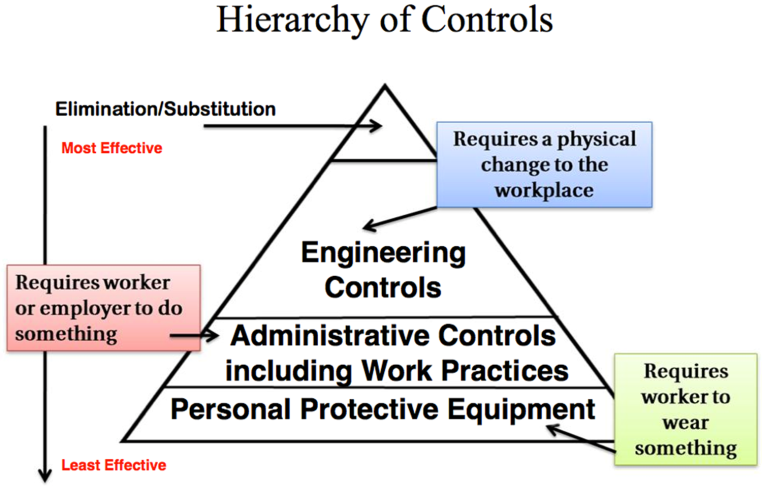 Hierarchy of Controls
Elimination/Substitution
Most Effective
Requires a physical
change to the
workplace
Engineering
Controls
Requires worker
or employer to do
something
Administrative Controls
including Work Practices
Personal Protective Equipment
Requires
worker to
wear
something
Least Effective